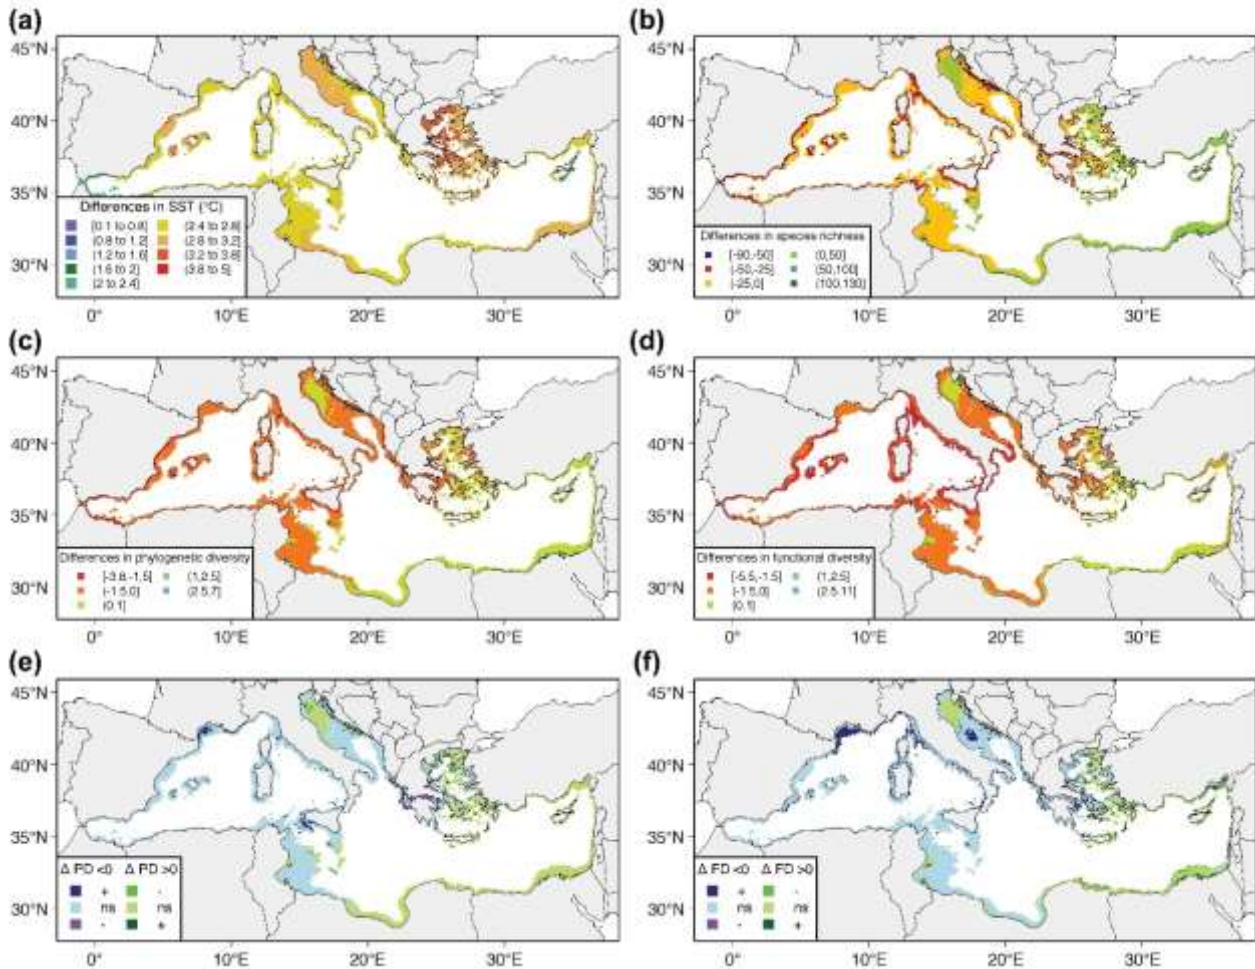 (a)
45°N
40°N
35°N
30°N
Differences in SST (°C)
[0.1 to 0.8] (2.4 to 2.8]
(0.8 to 1.2] (2.8 to 3.2]
(1.2 to 1.6] (3.2 to 3.8]
(1.6 to 2] (3.8 to 5]
(2 to 2.4]
0° 10°E 20°E 30°E
(b)
45°N
40°N
35°N
30°N
Differences in species richness
[-90,-50] (0,50]
(-50,-25] (50,100]
(-25,0] (100,130]
0° 10°E 20°E 30°E
(c)
45°N
40°N
35°N
30°N
Differences in phylogenetic diversity
[-3.8,-1.5] (1,2.5]
(-1.5,0] (2.5,7]
(0,1]
0° 10°E 20°E 30°E
(d)
45°N
40°N
35°N
30°N
Differences in functional diversity
[-5.5,-1.5] (1,2.5]
(-1.5,0] (2.5,11]
(0,1]
0° 10°E 20°E 30°E
(e)
45°N
40°N
35°N
30°N
Δ PD <0 Δ PD >0
+ -
ns ns
- +
0° 10°E 20°E 30°E
(f)
45°N
40°N
35°N
30°N
Δ FD <0 Δ FD >0
+ -
ns ns
- +
0° 10°E 20°E 30°E